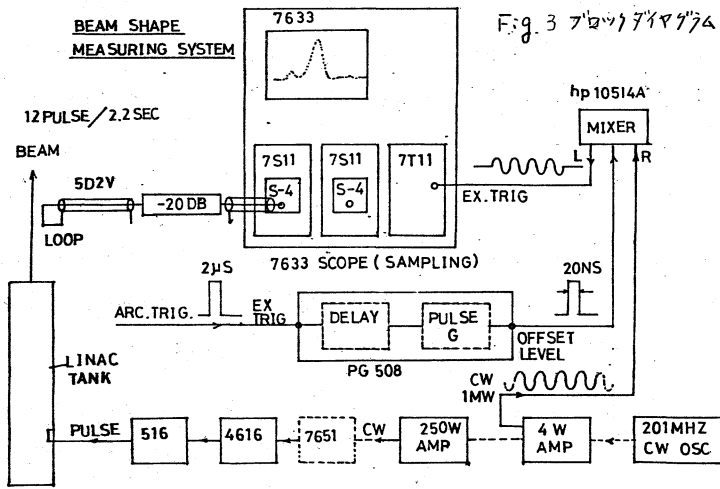 BEAM SHAPE
MEASURING SYSTEM
7633
Fig. 3 ブロックダイヤグラム
hp 10514A
MIXER
L
R
12 PULSE/2.2 SEC
BEAM
5D2V
-20 DB
LOOP
7S11
S-4
7S11
S-4
7T11
EX.TRIG
7633 SCOPE (SAMPLING)
2μS
20NS
ARC.TRIG.
EX
TRIG
DELAY
PULSE
G
OFFSET
LEVEL
PG 508
LINAC
TANK
CW
1MW
PULSE
516
4616
7651
CW
250W
AMP
4 W
AMP
201MHZ
CW OSC